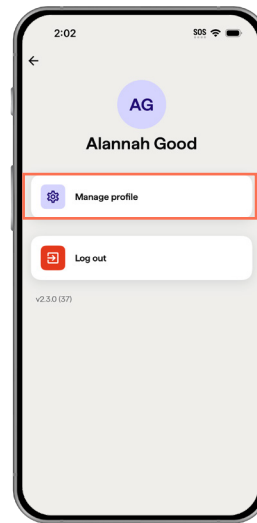 2:02
SOS
AG
Alannah Good
Manage profile
Log out
v2.3.0 (37)